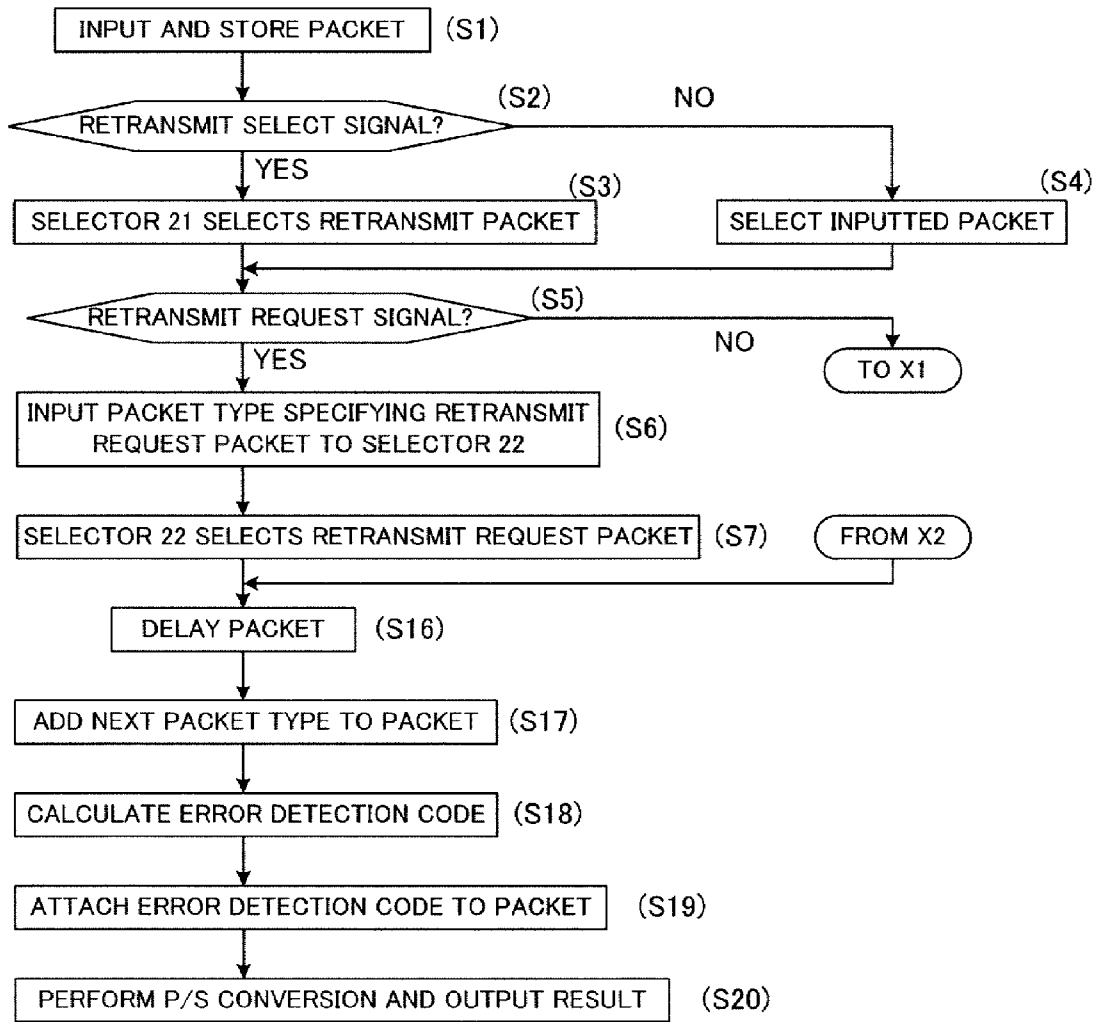 INPUT AND STORE PACKET (S1)
RETRANSMIT SELECT SIGNAL? (S2) NO
YES
(S3) (S4)
SELECTOR 21 SELECTS RETRANSMIT PACKET SELECT INPUTTED PACKET
RETRANSMIT REQUEST SIGNAL? (S5)
YES NO
TO X1
INPUT PACKET TYPE SPECIFYING RETRANSMIT
REQUEST PACKET TO SELECTOR 22 (S6)
SELECTOR 22 SELECTS RETRANSMIT REQUEST PACKET (S7) FROM X2
DELAY PACKET (S16)
ADD NEXT PACKET TYPE TO PACKET (S17)
CALCULATE ERROR DETECTION CODE (S18)
ATTACH ERROR DETECTION CODE TO PACKET (S19)
PERFORM P/S CONVERSION AND OUTPUT RESULT (S20)